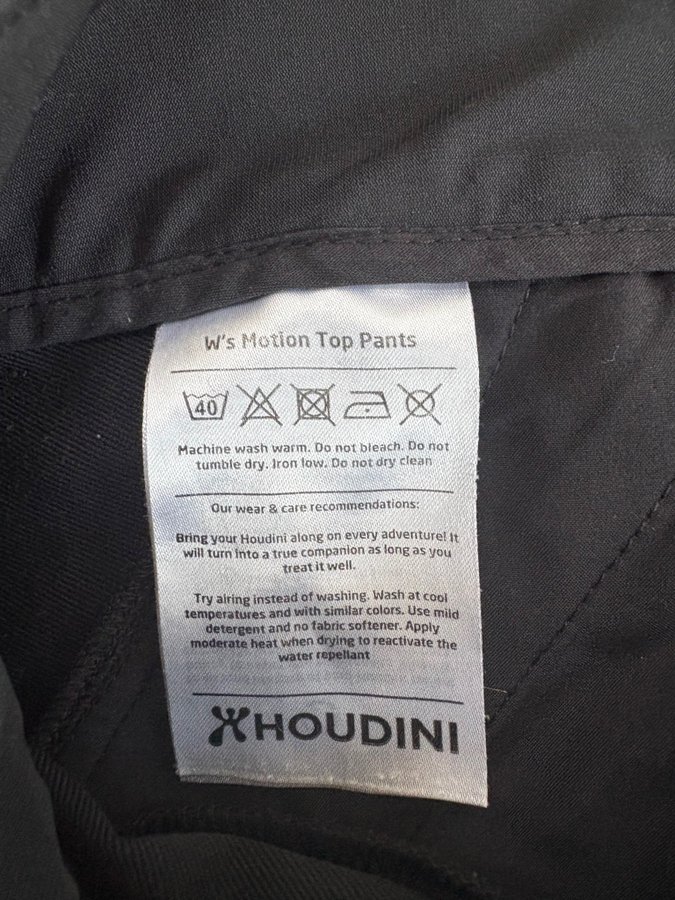 W's Motion Top Pants
40
Machine wash warm. Do not bleach. Do not
tumble dry. Iron low. Do not dry clean
Our wear & care recommendations:
Bring your Houdini along on every adventure! It
will turn into a true companion as long as you
treat it well.
Try airing instead of washing. Wash at cool
temperatures and with similar colors. Use mild
detergent and no fabric softener. Apply
moderate heat when drying to reactivate the
water repellant
HOUDINI